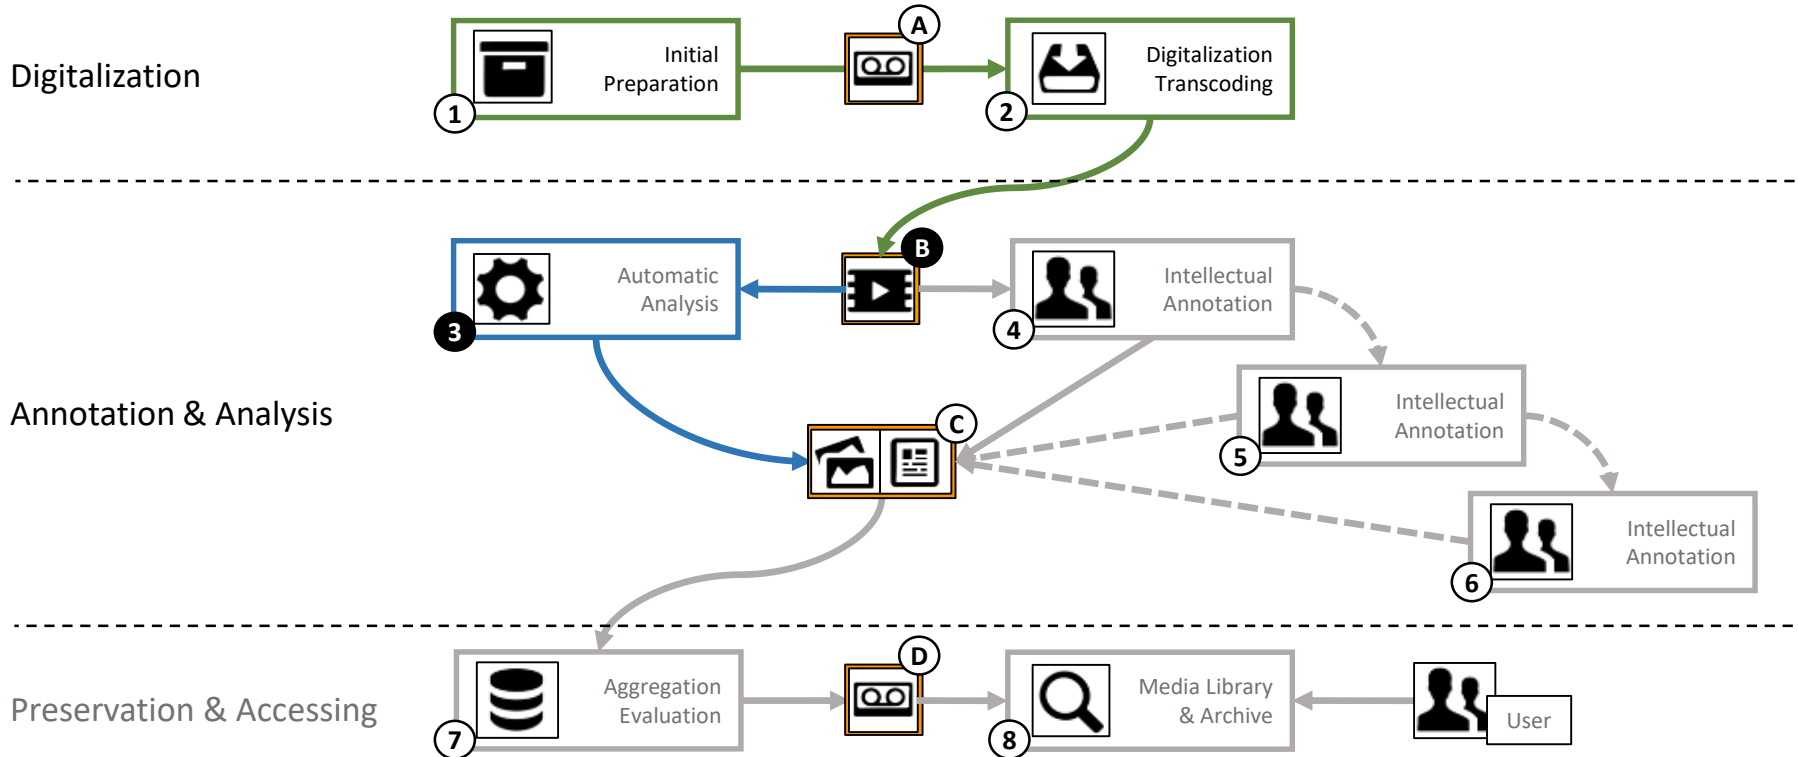 A
Digitalization
Initial
Preparation
Digitalization
Transcoding
1
2
B
Automatic
Analysis
Intellectual
Annotation
3
4
Annotation & Analysis
C
Intellectual
Annotation
5
Intellectual
Annotation
6
D
Preservation & Accessing
Aggregation
Evaluation
Media Library
& Archive
User
7
8